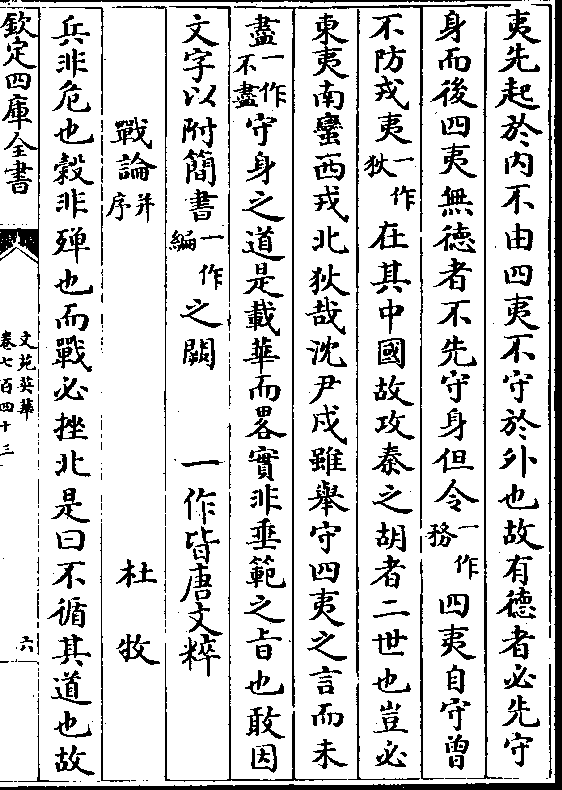 夷先起於内不由四夷不守於外也故有德者必先守
身而後四夷無德者不先守身但令一作務四夷自守曾
不防戎夷一作狄在其中國故攻秦之胡者二世也豈必
東夷南蠻西戎北狄哉沈尹戍雖舉守四夷之言而未
盡一作不盡守身之道是載華而畧實非垂範之旨也敢因
文字以附簡書一作編之闕 一作皆唐文粹
戰論并序 杜牧
兵非危也穀非殫也而戰必挫北是曰不循其道也故
欽定四庫全書
文苑英華
卷七百四十三
六